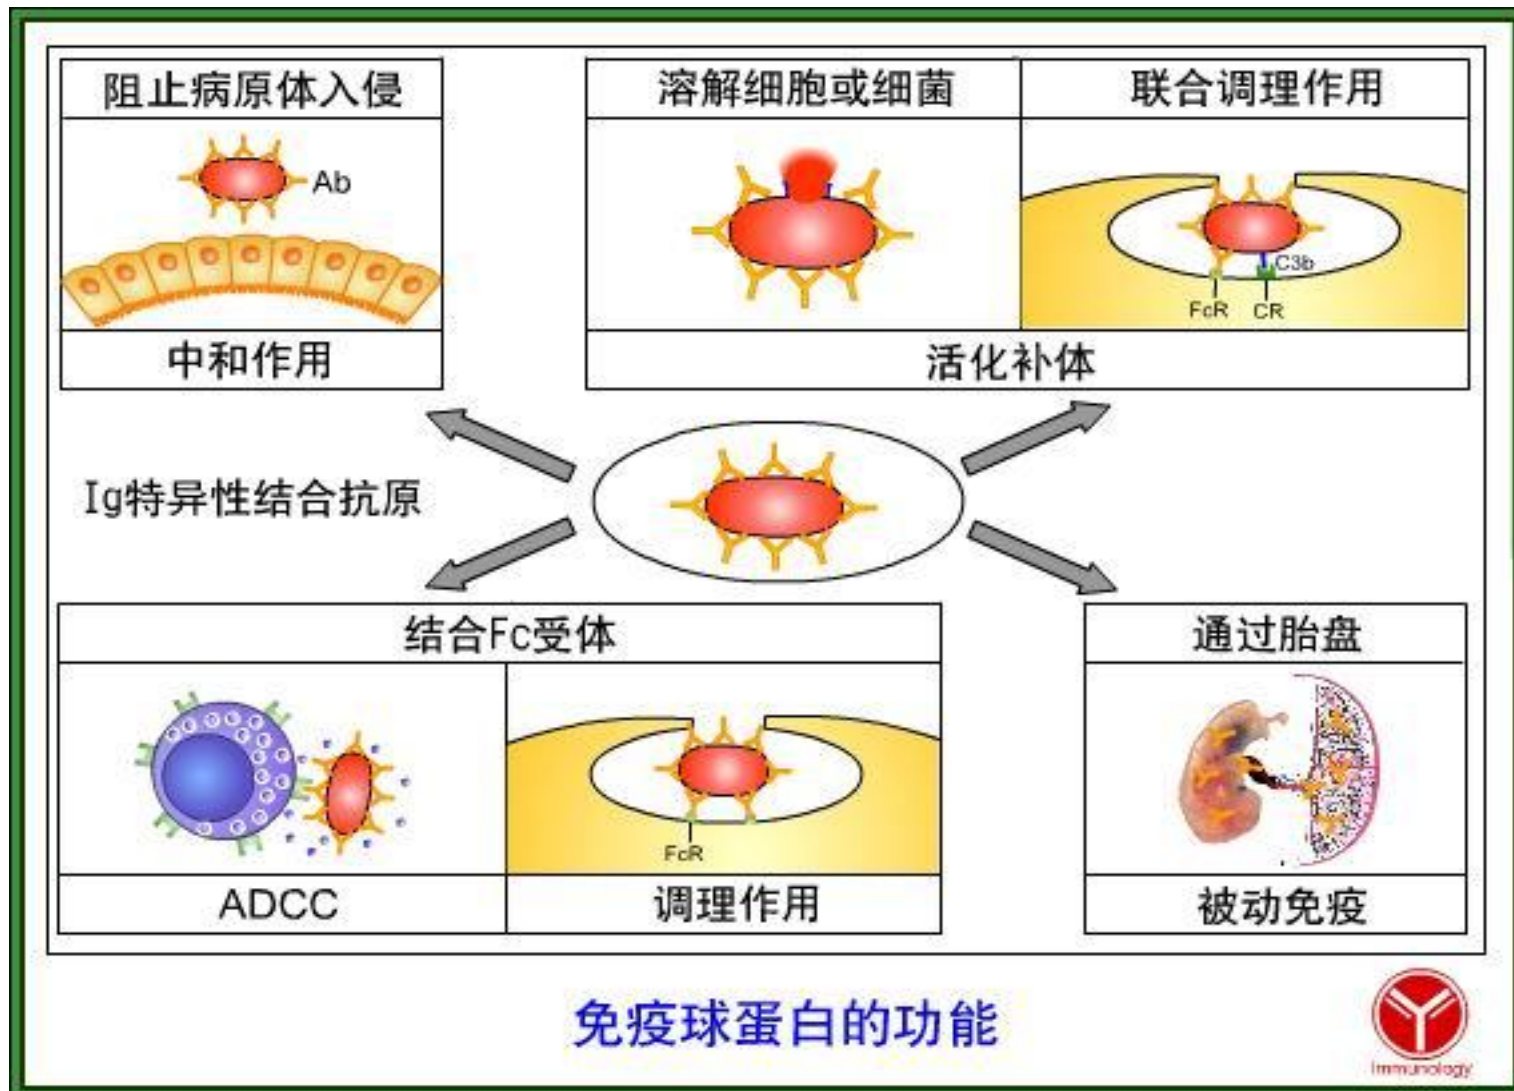 阻止病原体入侵
Ab
中和作用
溶解细胞或细菌
联合调理作用
C3b
FcR
CR
活化补体
Ig特异性结合抗原
结合Fc受体
ADCC
FcR
调理作用
通过胎盘
被动免疫
免疫球蛋白的功能
Immunology